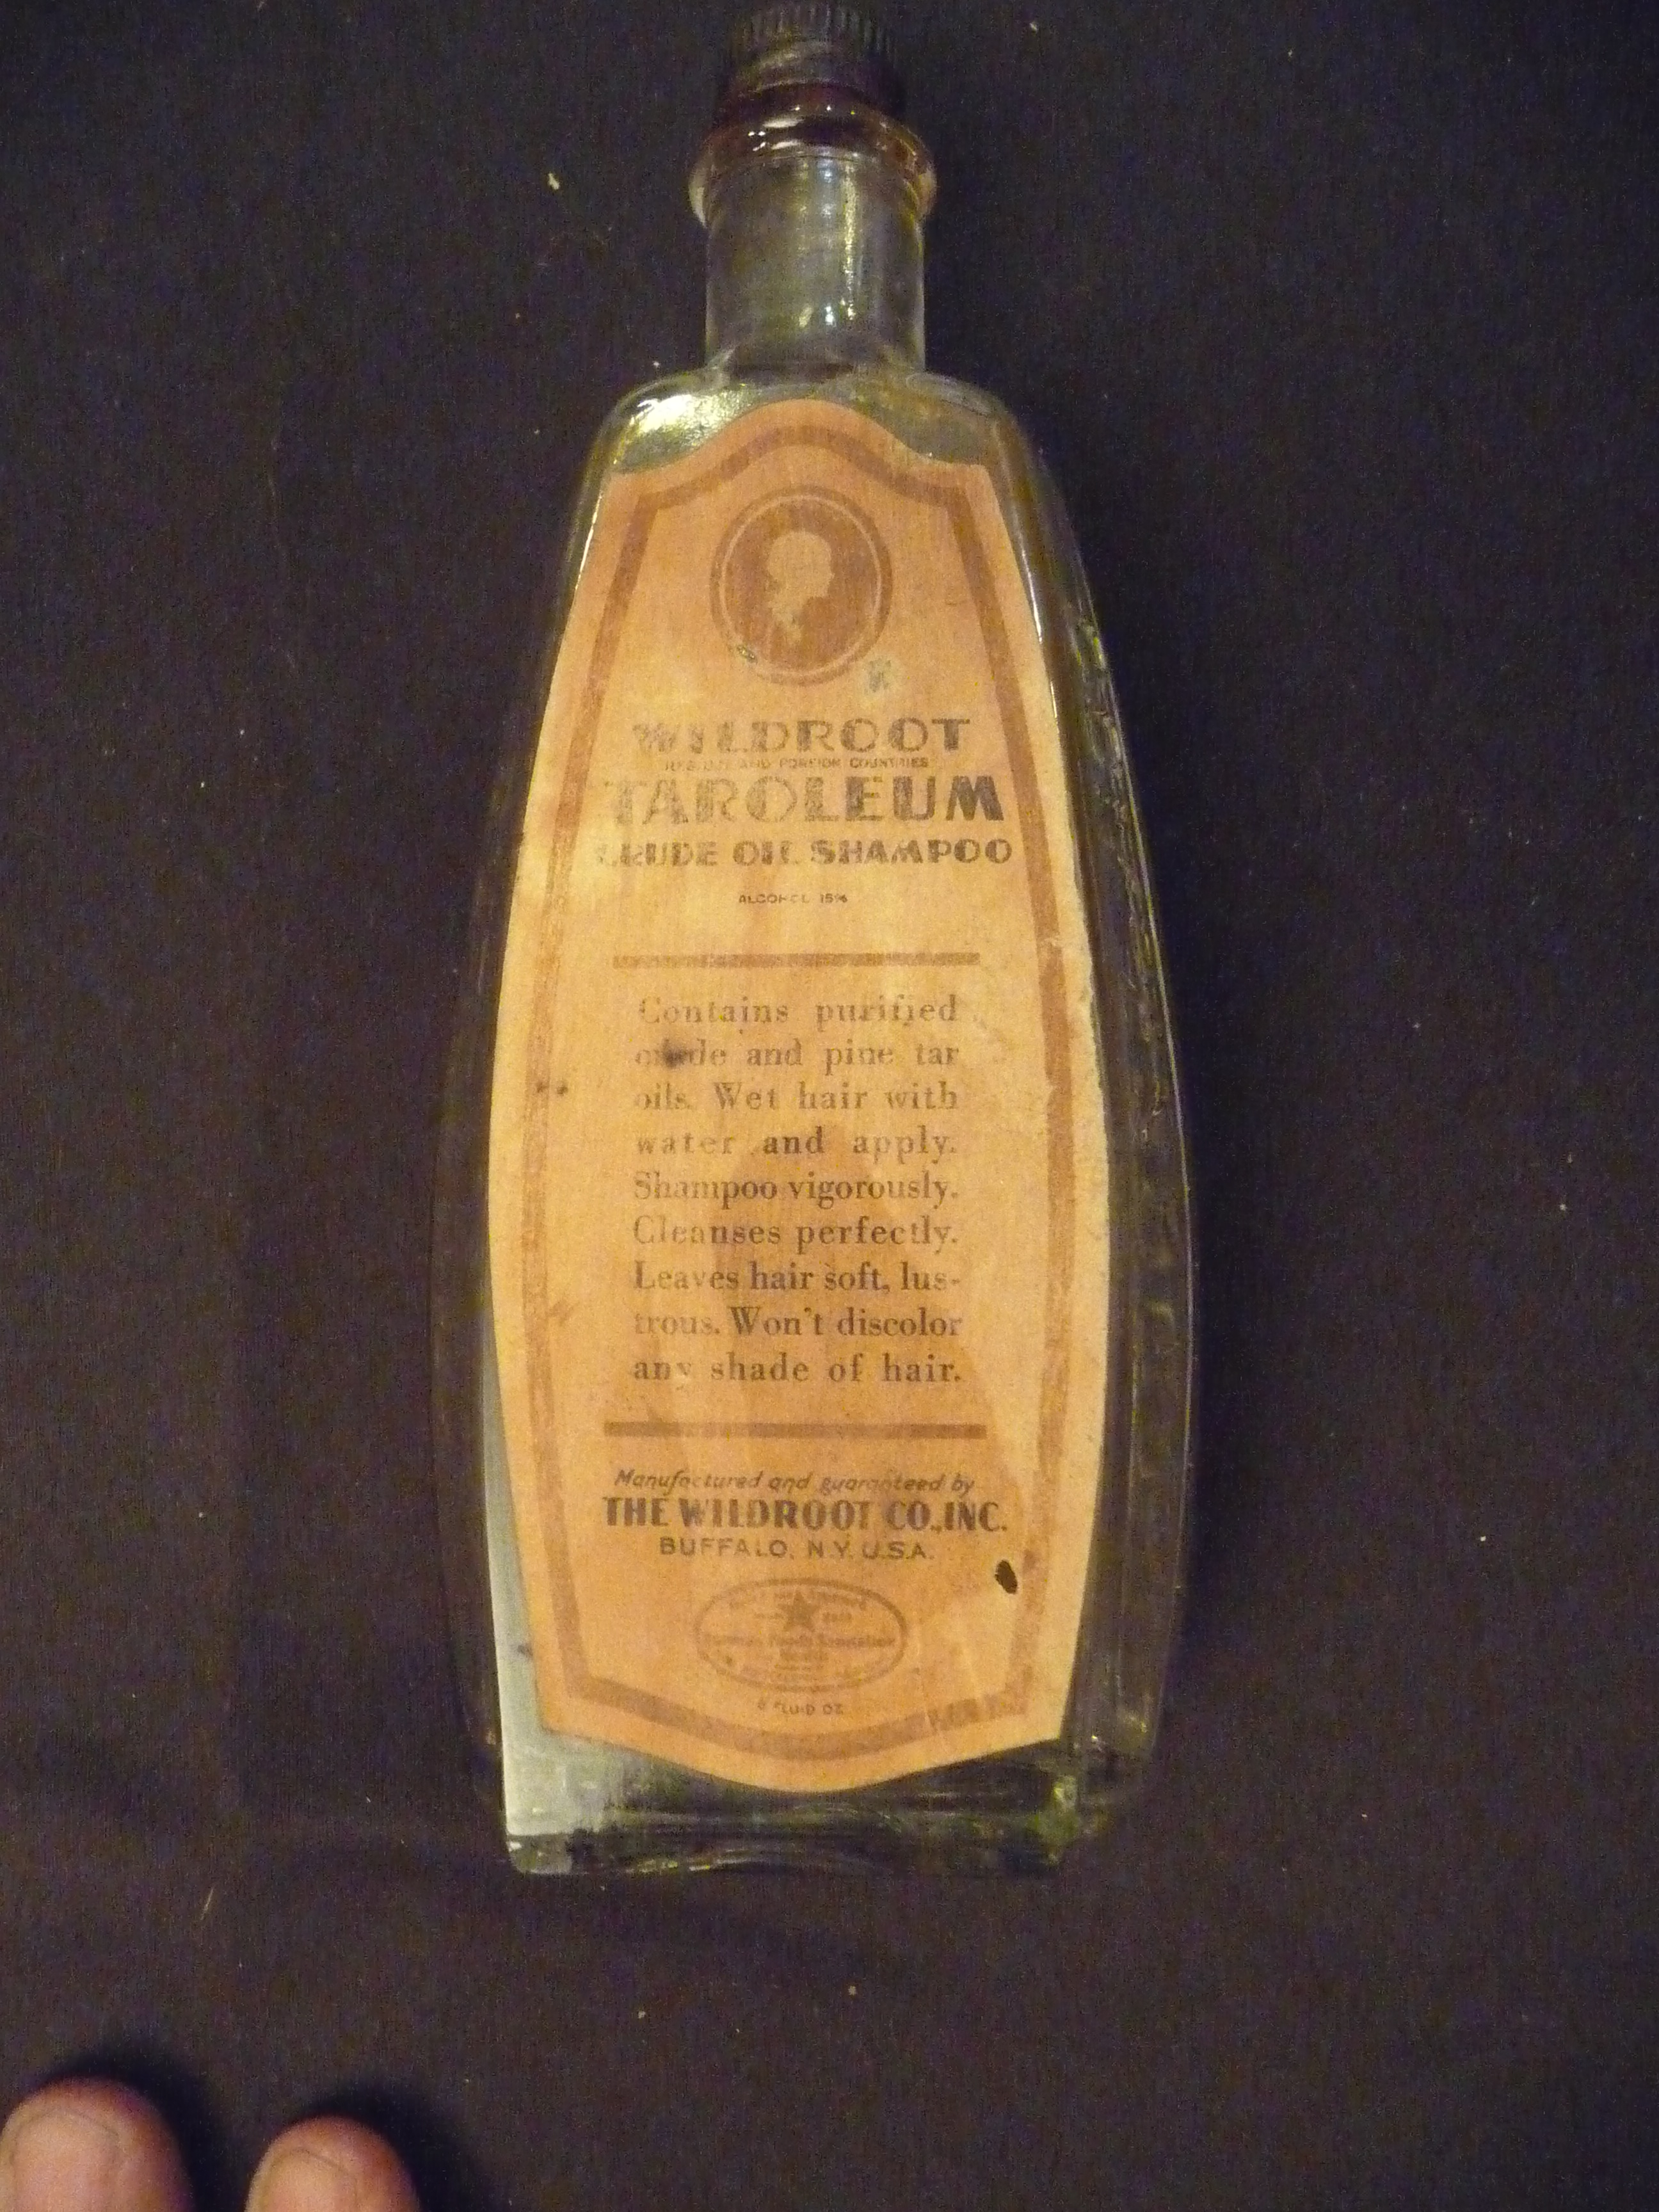 WILDROOT
AND FOREIGN COUNTRIES
TAROLEUM
CRUDE OIL SHAMPOO
ALCOHOL 15%
Contains purified
crude and pine tar
oils. Wet hair with
water and apply.
Shampoo vigorously.
Cleanses perfectly.
Leaves hair soft, lus-
trous. Won't discolor
any shade of hair.
Manufactured and guaranteed by
THE WILDROOT CO., INC.
BUFFALO, N.Y. U.S.A.
FLUID OZ